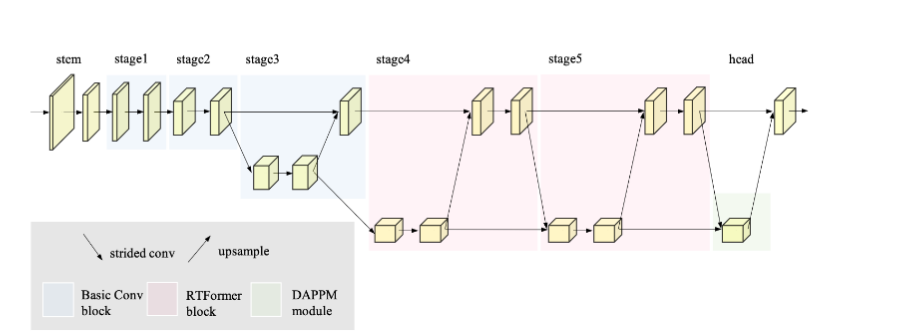 stem stage1 stage2 stage3 stage4 stage5 head
strided conv upsample
Basic Conv RTFormer DAPPM
block block module